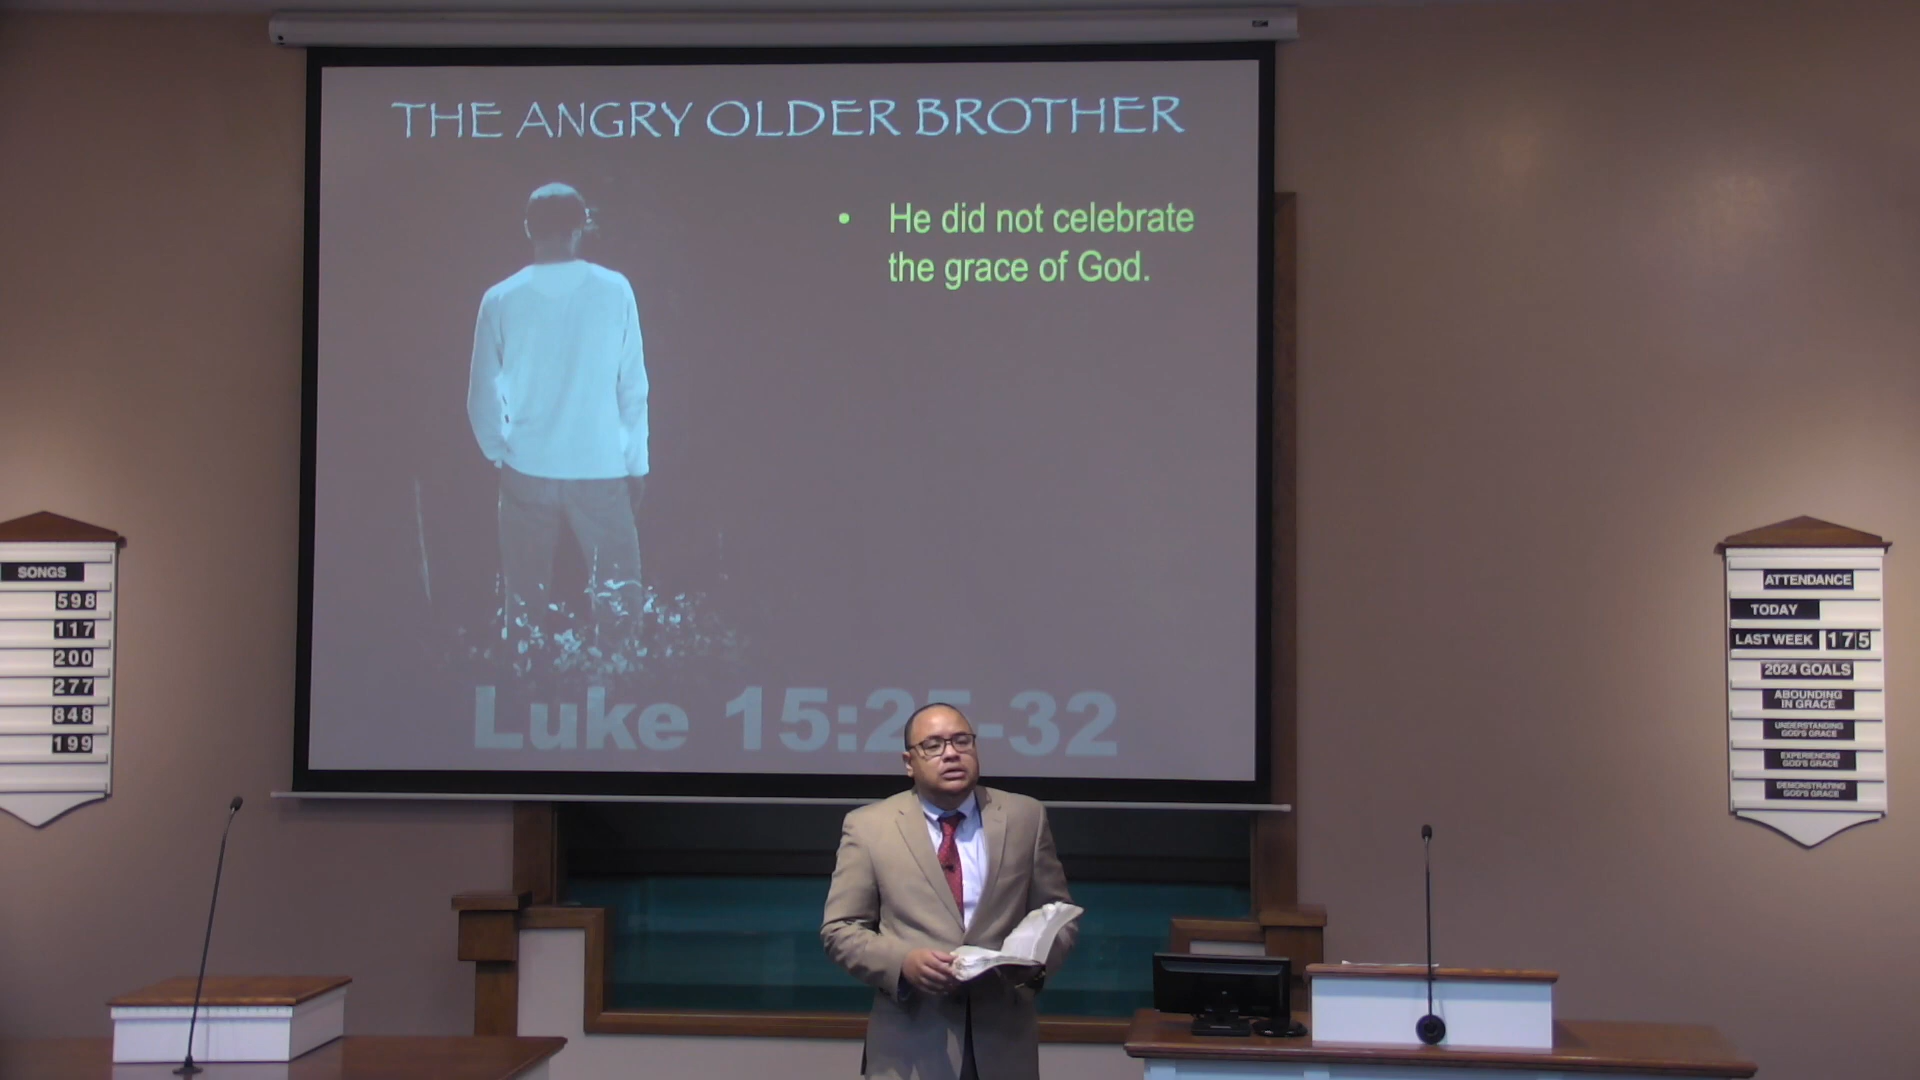 THE ANGRY OLDER BROTHER
• He did not celebrate
the grace of God.
Luke 15:25-32
SONGS
598
117
200
277
848
199
ATTENDANCE
TODAY
LAST WEEK 175
2024 GOALS
ABOUNDING
IN GRACE
UNDERSTANDING
GOD'S GRACE
EXPERIENCING
GOD'S GRACE
DEMONSTRATING
GOD'S GRACE